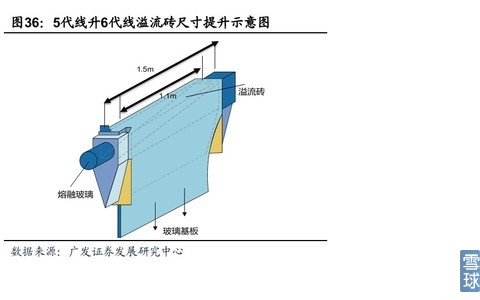 图36：5代线升6代线溢流砖尺寸提升示意图
1.5m
1.1m
溢流砖
熔融玻璃
玻璃基板
数据来源：广发证券发展研究中心
雪球